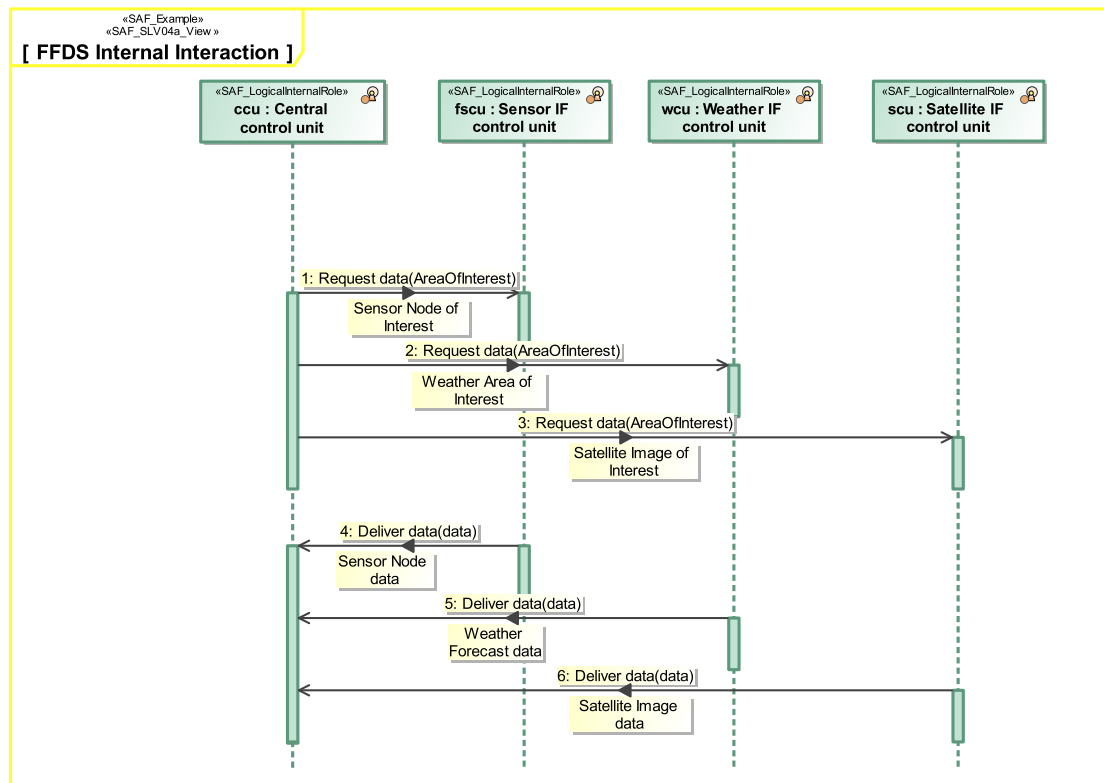 «SAF_Example»
«SAF_SLV04a_View »
[ FFDS Internal Interaction ]
«SAF_LogicalInternalRole»
ccu : Central
control unit
«SAF_LogicalInternalRole»
fscu : Sensor IF
control unit
«SAF_LogicalInternalRole»
wcu : Weather IF
control unit
«SAF_LogicalInternalRole»
scu : Satellite IF
control unit
1: Request data(AreaOfInterest)
Sensor Node of
Interest
2: Request data(AreaOfInterest)
Weather Area of
Interest
3: Request data(AreaOfInterest)
Satellite Image of
Interest
4: Deliver data(data)
Sensor Node
data
5: Deliver data(data)
Weather
Forecast data
6: Deliver data(data)
Satellite Image
data